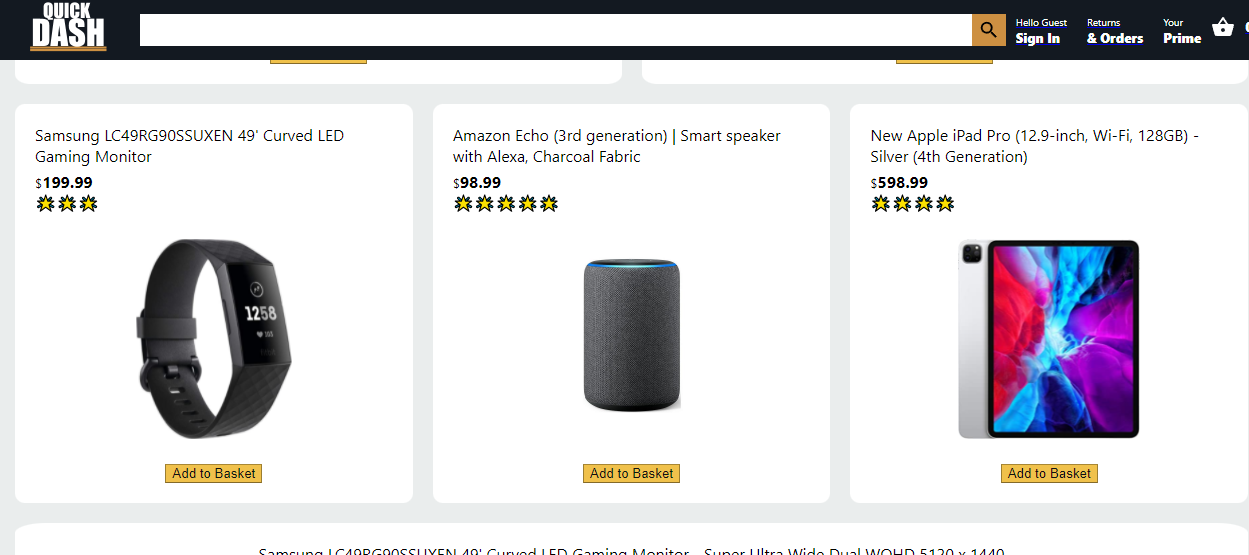 QUICK
DASH
Hello Guest
Sign In
Returns
& Orders
Your
Prime
Samsung LC49RG90SSUXEN 49' Curved LED
Gaming Monitor
$199.99
Amazon Echo (3rd generation) | Smart speaker
with Alexa, Charcoal Fabric
$98.99
New Apple iPad Pro (12.9-inch, Wi-Fi, 128GB) -
Silver (4th Generation)
$598.99
1258
103
Add to Basket
Add to Basket
Add to Basket
Samsung LC49RG90SSUXEN 49' Curved LED Gaming Monitor - Super Ultra Wide Dual WQHD 5120 x 1440